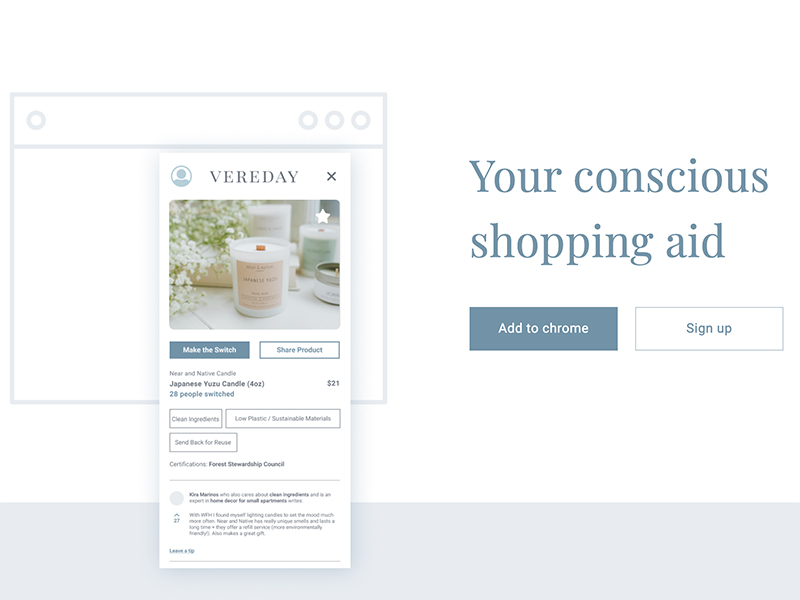 VEREDAY
JAPANESE YUZU
Make the Switch
Share Product
Near and Native Candle
Japanese Yuzu Candle (4oz)
$21
28 people switched
Clean Ingredients
Low Plastic / Sustainable Materials
Send Back for Reuse
Certifications: Forest Stewardship Council
Kira Marinos who also cares about clean ingredients and is an
expert in home decor for small apartments writes.
27
With WFH I found myself lighting candles to set the mood much
more often. Near and Native has really unique smells and lasts a
long time + they offer a refill service (more environmentally
friendly!). Also makes a great gift.
Leave a tip
Your conscious
shopping aid
Add to chrome
Sign up